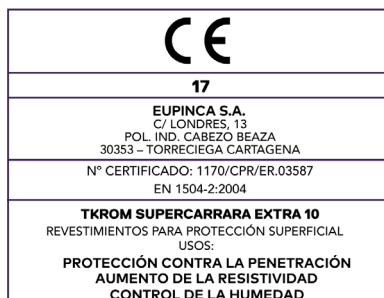 CE
17
EUPINCA S.A.
C/ LONDRES, 13
POL. IND. CABEZO BEAZA
30353 – TORRECIEGA CARTAGENA
Nº CERTIFICADO: 1170/CPR/ER.03587
EN 1504-2:2004
TKROM SUPERCARRARA EXTRA 10
REVESTIMIENTOS PARA PROTECCIÓN SUPERFICIAL
USOS:
PROTECCIÓN CONTRA LA PENETRACIÓN
AUMENTO DE LA RESISTIVIDAD
CONTROL DE LA HUMEDAD